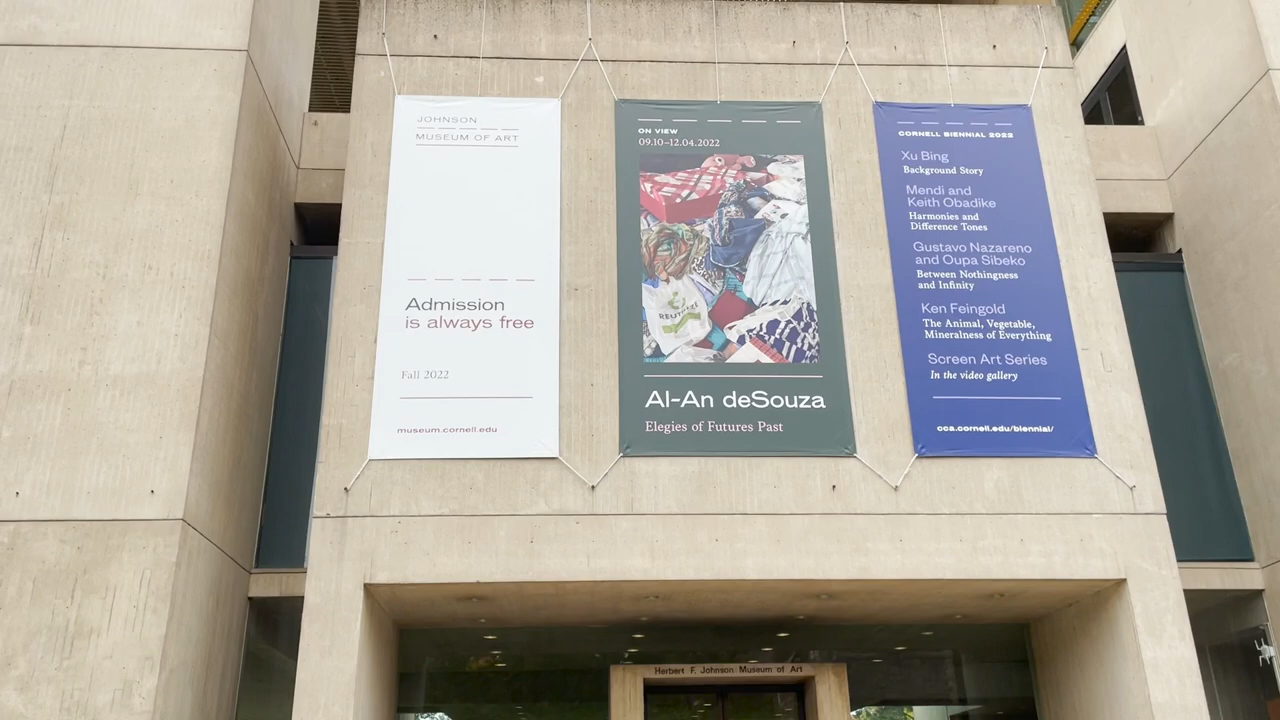 JOHNSON
MUSEUM OF ART
Admission
is always free
Fall 2022
museum.cornell.edu
ON VIEW
09.10–12.04.2022
REUTILIZE
Al-An deSouza
Elegies of Futures Past
CORNELL BIENNIAL 2022
Xu Bing
Background Story
Mendi and
Keith Obadike
Harmonies and
Difference Tones
Gustavo Nazareno
and Oupa Sibeko
Between Nothingness
and Infinity
Ken Feingold
The Animal, Vegetable,
Mineralness of Everything
Screen Art Series
In the video gallery
cca.cornell.edu/biennial/
Herbert F. Johnson Museum of Art